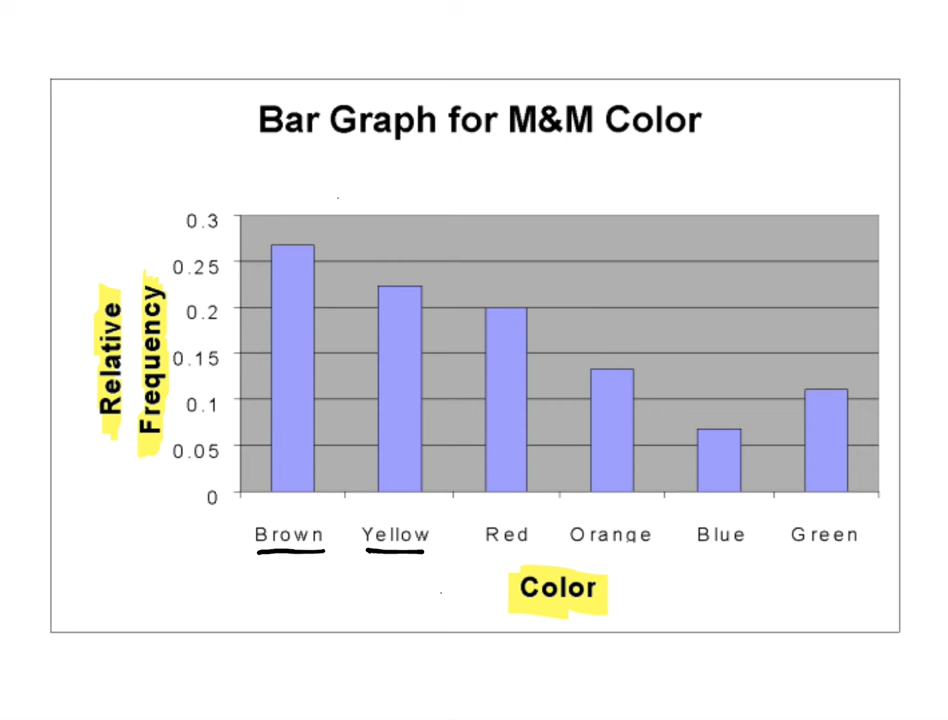 Bar Graph for M&M Color
0.3
0.25
0.2
0.15
0.1
0.05
0
Relative
Frequency
Brown Yellow Red Orange Blue Green
Color